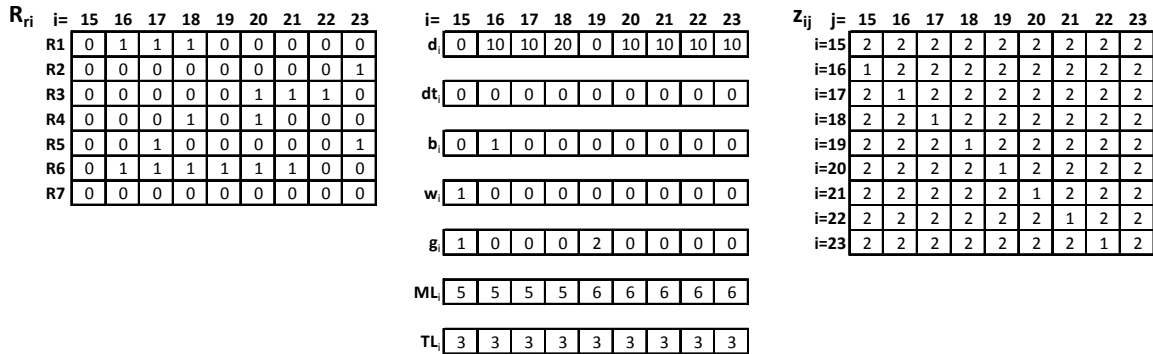 R_ri i= 15 16 17 18 19 20 21 22 23
R1 0 1 1 1 0 0 0 0 0
R2 0 0 0 0 0 0 0 0 1
R3 0 0 0 0 0 1 1 1 0
R4 0 0 0 1 0 1 0 0 0
R5 0 0 1 0 0 0 0 0 1
R6 0 1 1 1 1 1 1 0 0
R7 0 0 0 0 0 0 0 0 0
i= 15 16 17 18 19 20 21 22 23
d_i 0 10 10 20 0 10 10 10 10
dt_i 0 0 0 0 0 0 0 0 0
b_i 0 1 0 0 0 0 0 0 0
w_i 1 0 0 0 0 0 0 0 0
g_i 1 0 0 0 2 0 0 0 0
ML_i 5 5 5 5 6 6 6 6 6
TL_i 3 3 3 3 3 3 3 3 3
z_ij j= 15 16 17 18 19 20 21 22 23
i=15 2 2 2 2 2 2 2 2 2
i=16 1 2 2 2 2 2 2 2 2
i=17 2 1 2 2 2 2 2 2 2
i=18 2 2 1 2 2 2 2 2 2
i=19 2 2 2 1 2 2 2 2 2
i=20 2 2 2 2 1 2 2 2 2
i=21 2 2 2 2 2 1 2 2 2
i=22 2 2 2 2 2 2 1 2 2
i=23 2 2 2 2 2 2 2 1 2